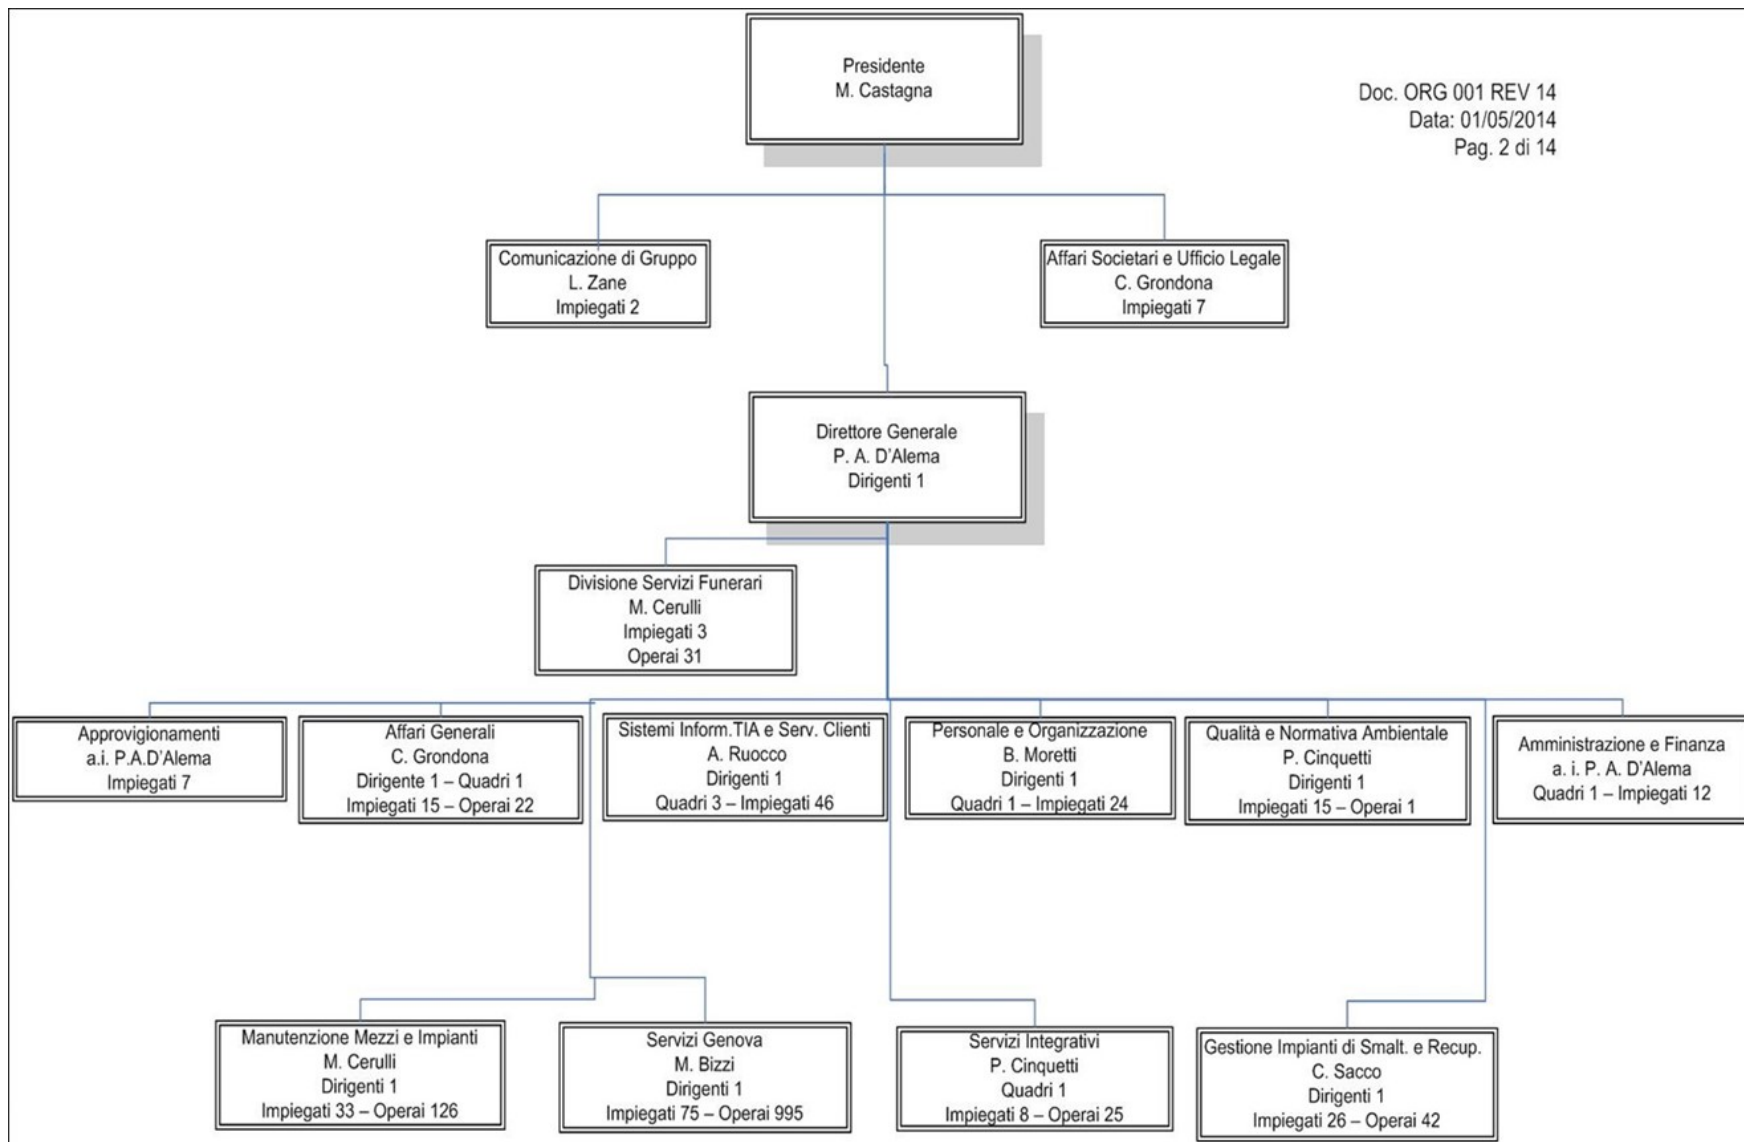 Presidente
M. Castagna
Doc. ORG 001 REV 14
Data: 01/05/2014
Pag. 2 di 14
Comunicazione di Gruppo
L. Zane
Impiegati 2
Affari Societari e Ufficio Legale
C. Grondona
Impiegati 7
Direttore Generale
P. A. D'Alema
Dirigenti 1
Divisione Servizi Funerari
M. Cerulli
Impiegati 3
Operai 31
Approvigionamenti
a.i. P.A.D'Alema
Impiegati 7
Affari Generali
C. Grondona
Dirigente 1 – Quadri 1
Impiegati 15 – Operai 22
Sistemi Inform.TIA e Serv. Clienti
A. Ruocco
Dirigenti 1
Quadri 3 – Impiegati 46
Personale e Organizzazione
B. Moretti
Dirigenti 1
Quadri 1 – Impiegati 24
Qualità e Normativa Ambientale
P. Cinquetti
Dirigenti 1
Impiegati 15 – Operai 1
Amministrazione e Finanza
a. i. P. A. D'Alema
Quadri 1 – Impiegati 12
Manutenzione Mezzi e Impianti
M. Cerulli
Dirigenti 1
Impiegati 33 – Operai 126
Servizi Genova
M. Bizzi
Dirigenti 1
Impiegati 75 – Operai 995
Servizi Integrativi
P. Cinquetti
Quadri 1
Impiegati 8 – Operai 25
Gestione Impianti di Smalt. e Recup.
C. Sacco
Dirigenti 1
Impiegati 26 – Operai 42